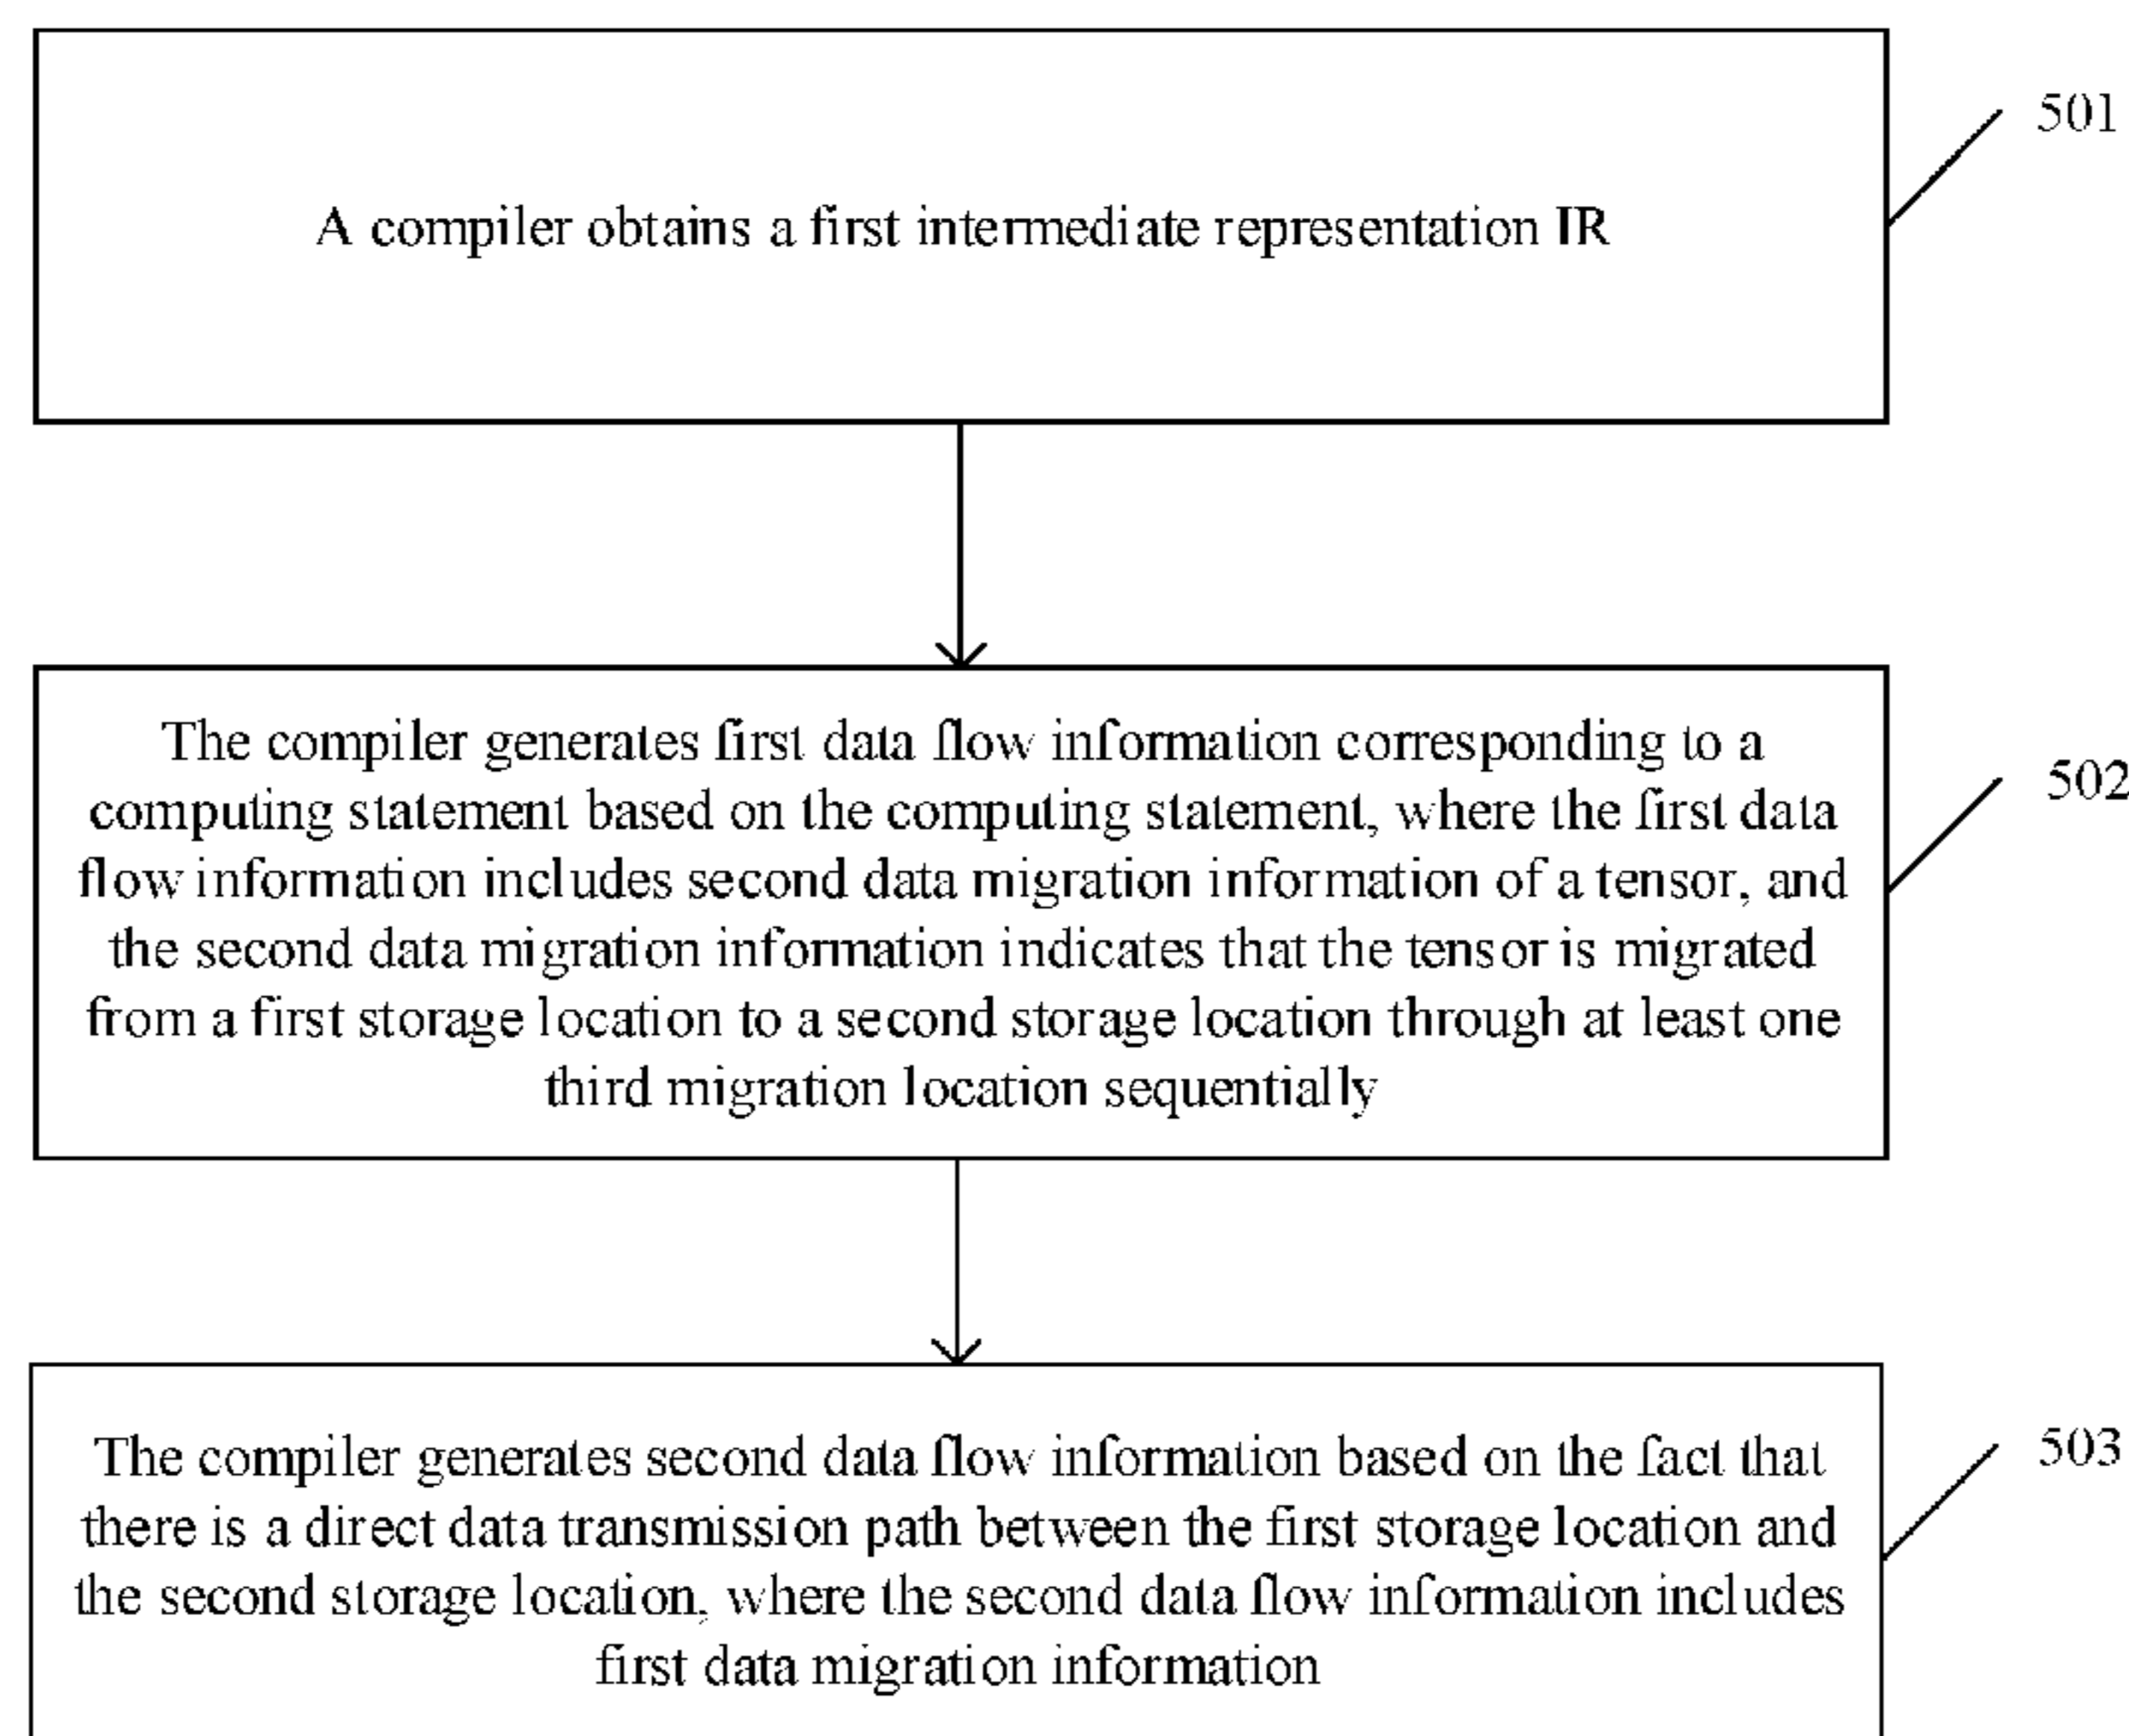 A compiler obtains a first intermediate representation IR
501
The compiler generates first data flow information corresponding to a
computing statement based on the computing statement, where the first data
flow information includes second data migration information of a tensor, and
the second data migration information indicates that the tensor is migrated
from a first storage location to a second storage location through at least one
third migration location sequentially
502
The compiler generates second data flow information based on the fact that
there is a direct data transmission path between the first storage location and
the second storage location, where the second data flow information includes
first data migration information
503